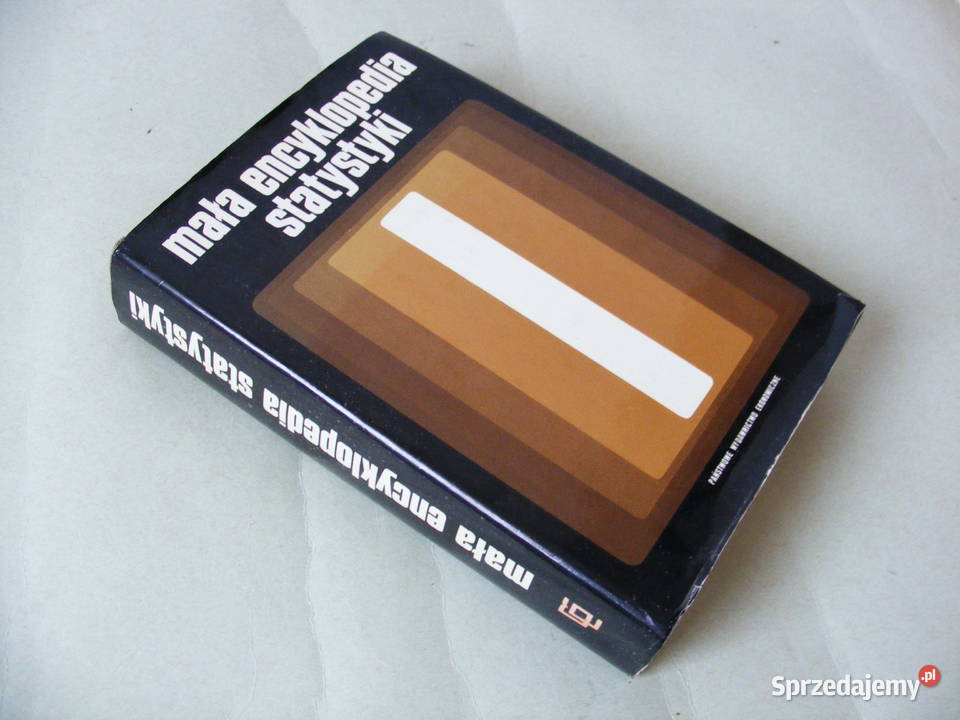 mała encyklopedia
statystyki
PAŃSTWOWE WYDAWNICTWO EKONOMICZNE
mała encyklopedia statystyki
Sprzedajemy.pl